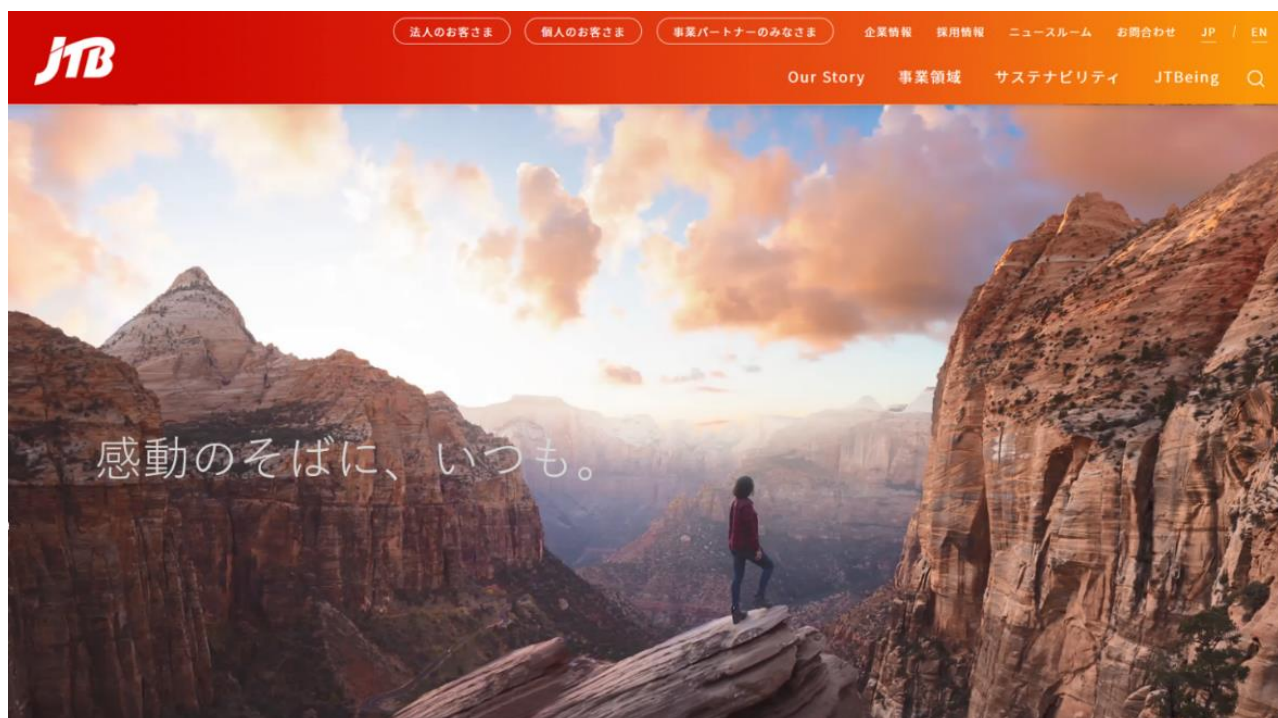 JTB
法人のお客さま 個人のお客さま 事業パートナーのみなさま 企業情報 採用情報 ニュースルーム お問合わせ JP / EN
Our Story 事業領域 サステナビリティ JTBeing
感動のそばに、いつも。